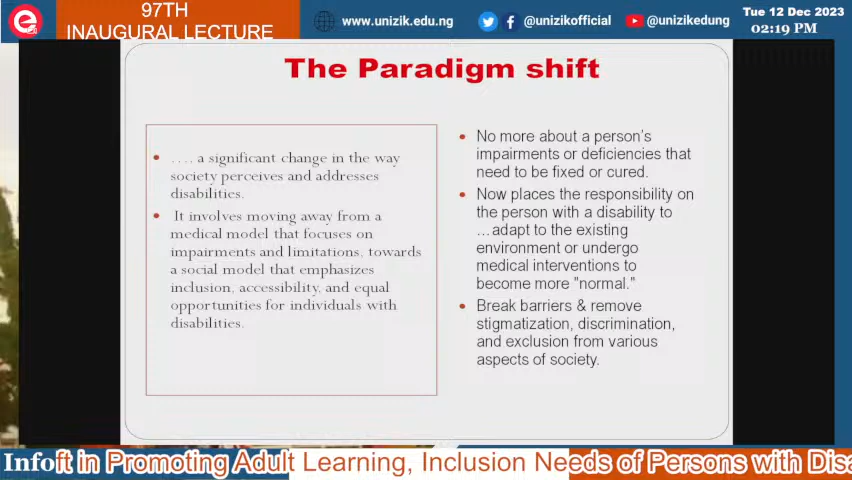 97TH
INAUGURAL LECTURE
www.unizik.edu.ng
@unizikofficial
@unizikedung
Tue 12 Dec 2023
02:19 PM
The Paradigm shift
…. a significant change in the way
society perceives and addresses
disabilities.
It involves moving away from a
medical model that focuses on
impairments and limitations, towards
a social model that emphasizes
inclusion, accessibility, and equal
opportunities for individuals with
disabilities.
No more about a person's
impairments or deficiencies that
need to be fixed or cured.
Now places the responsibility on
the person with a disability to
…adapt to the existing
environment or undergo
medical interventions to
become more "normal."
Break barriers & remove
stigmatization, discrimination,
and exclusion from various
aspects of society.
Info
ft in Promoting Adult Learning, Inclusion Needs of Persons with Disa